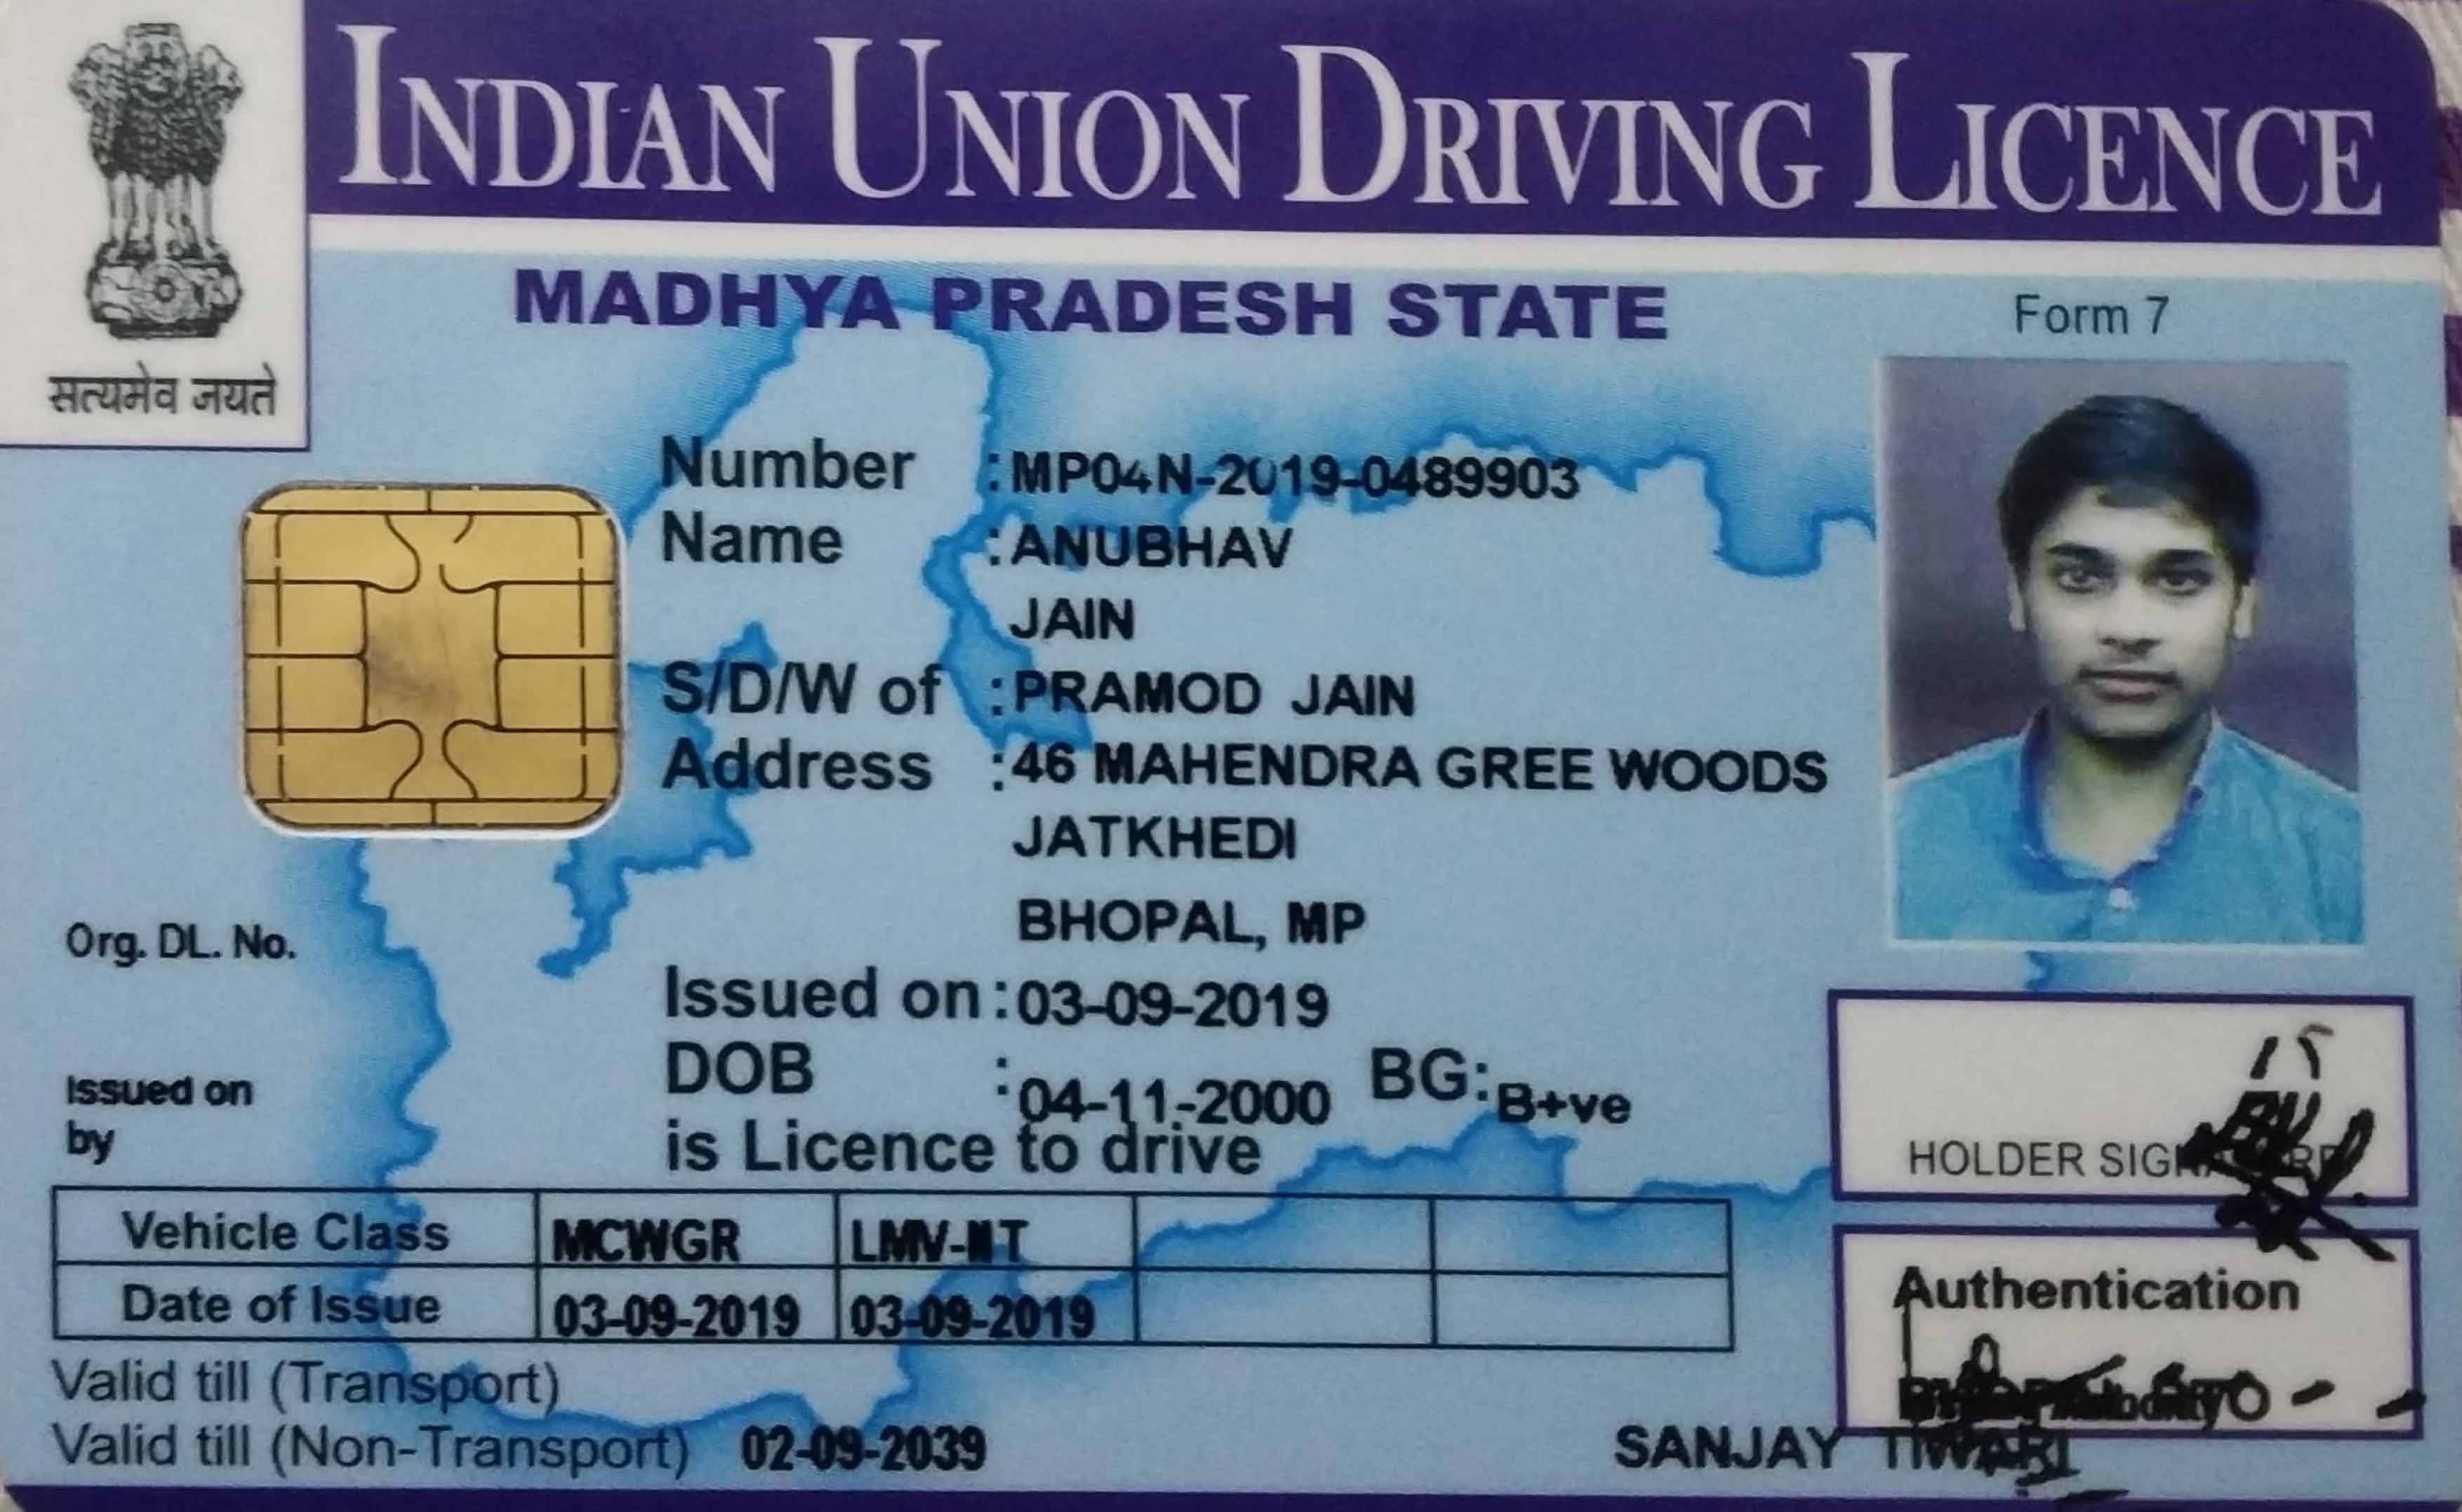 INDIAN UNION DRIVING LICENCE
सत्यमेव जयते
MADHYA PRADESH STATE
Form 7
Number :MP04N-2019-0489903
Name :ANUBHAV
JAIN
S/D/W of :PRAMOD JAIN
Address :46 MAHENDRA GREE WOODS
JATKHEDI
BHOPAL, MP
Org. DL. No.
Issued on:03-09-2019
DOB :04-11-2000 BG:B+ve
Issued on
by
is Licence to drive
HOLDER SIGNATURE
Vehicle Class MCWGR LMV-NT
Date of Issue 03-09-2019 03-09-2019
Authentication
Valid till (Transport)
Valid till (Non-Transport) 02-09-2039
SANJAY TIWARI